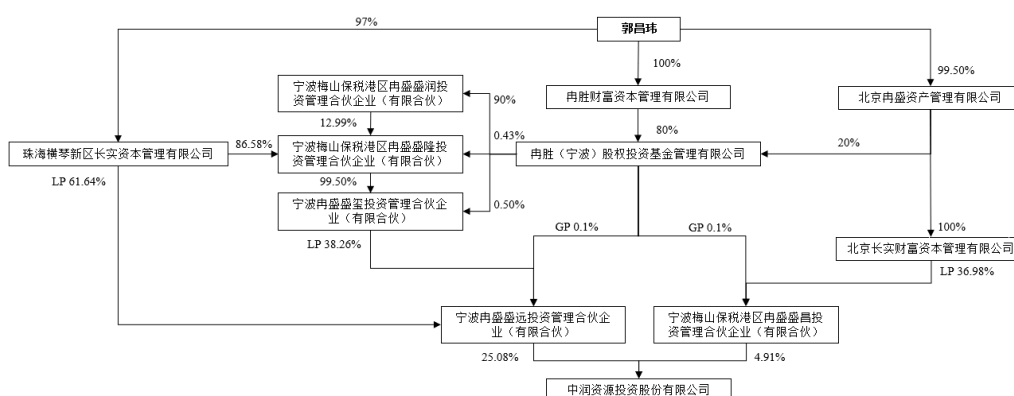 97%
郭昌玮
100%
99.50%
宁波梅山保税港区冉盛盛润投
资管理合伙企业（有限合伙）
90%
冉胜财富资本管理有限公司
北京冉盛资产管理有限公司
12.99%
0.43%
80%
20%
珠海横琴新区长实资本管理有限公司
86.58%
宁波梅山保税港区冉盛盛隆投
资管理合伙企业（有限合伙）
冉胜（宁波）股权投资基金管理有限公司
LP 61.64%
99.50%
宁波冉盛盛玺投资管理合伙企
业（有限合伙）
0.50%
GP 0.1%
GP 0.1%
100%
LP 38.26%
北京长实财富资本管理有限公司
LP 36.98%
宁波冉盛盛远投资管理合伙企
业（有限合伙）
宁波梅山保税港区冉盛盛昌投
资管理合伙企业（有限合伙）
25.08%
4.91%
中润资源投资股份有限公司